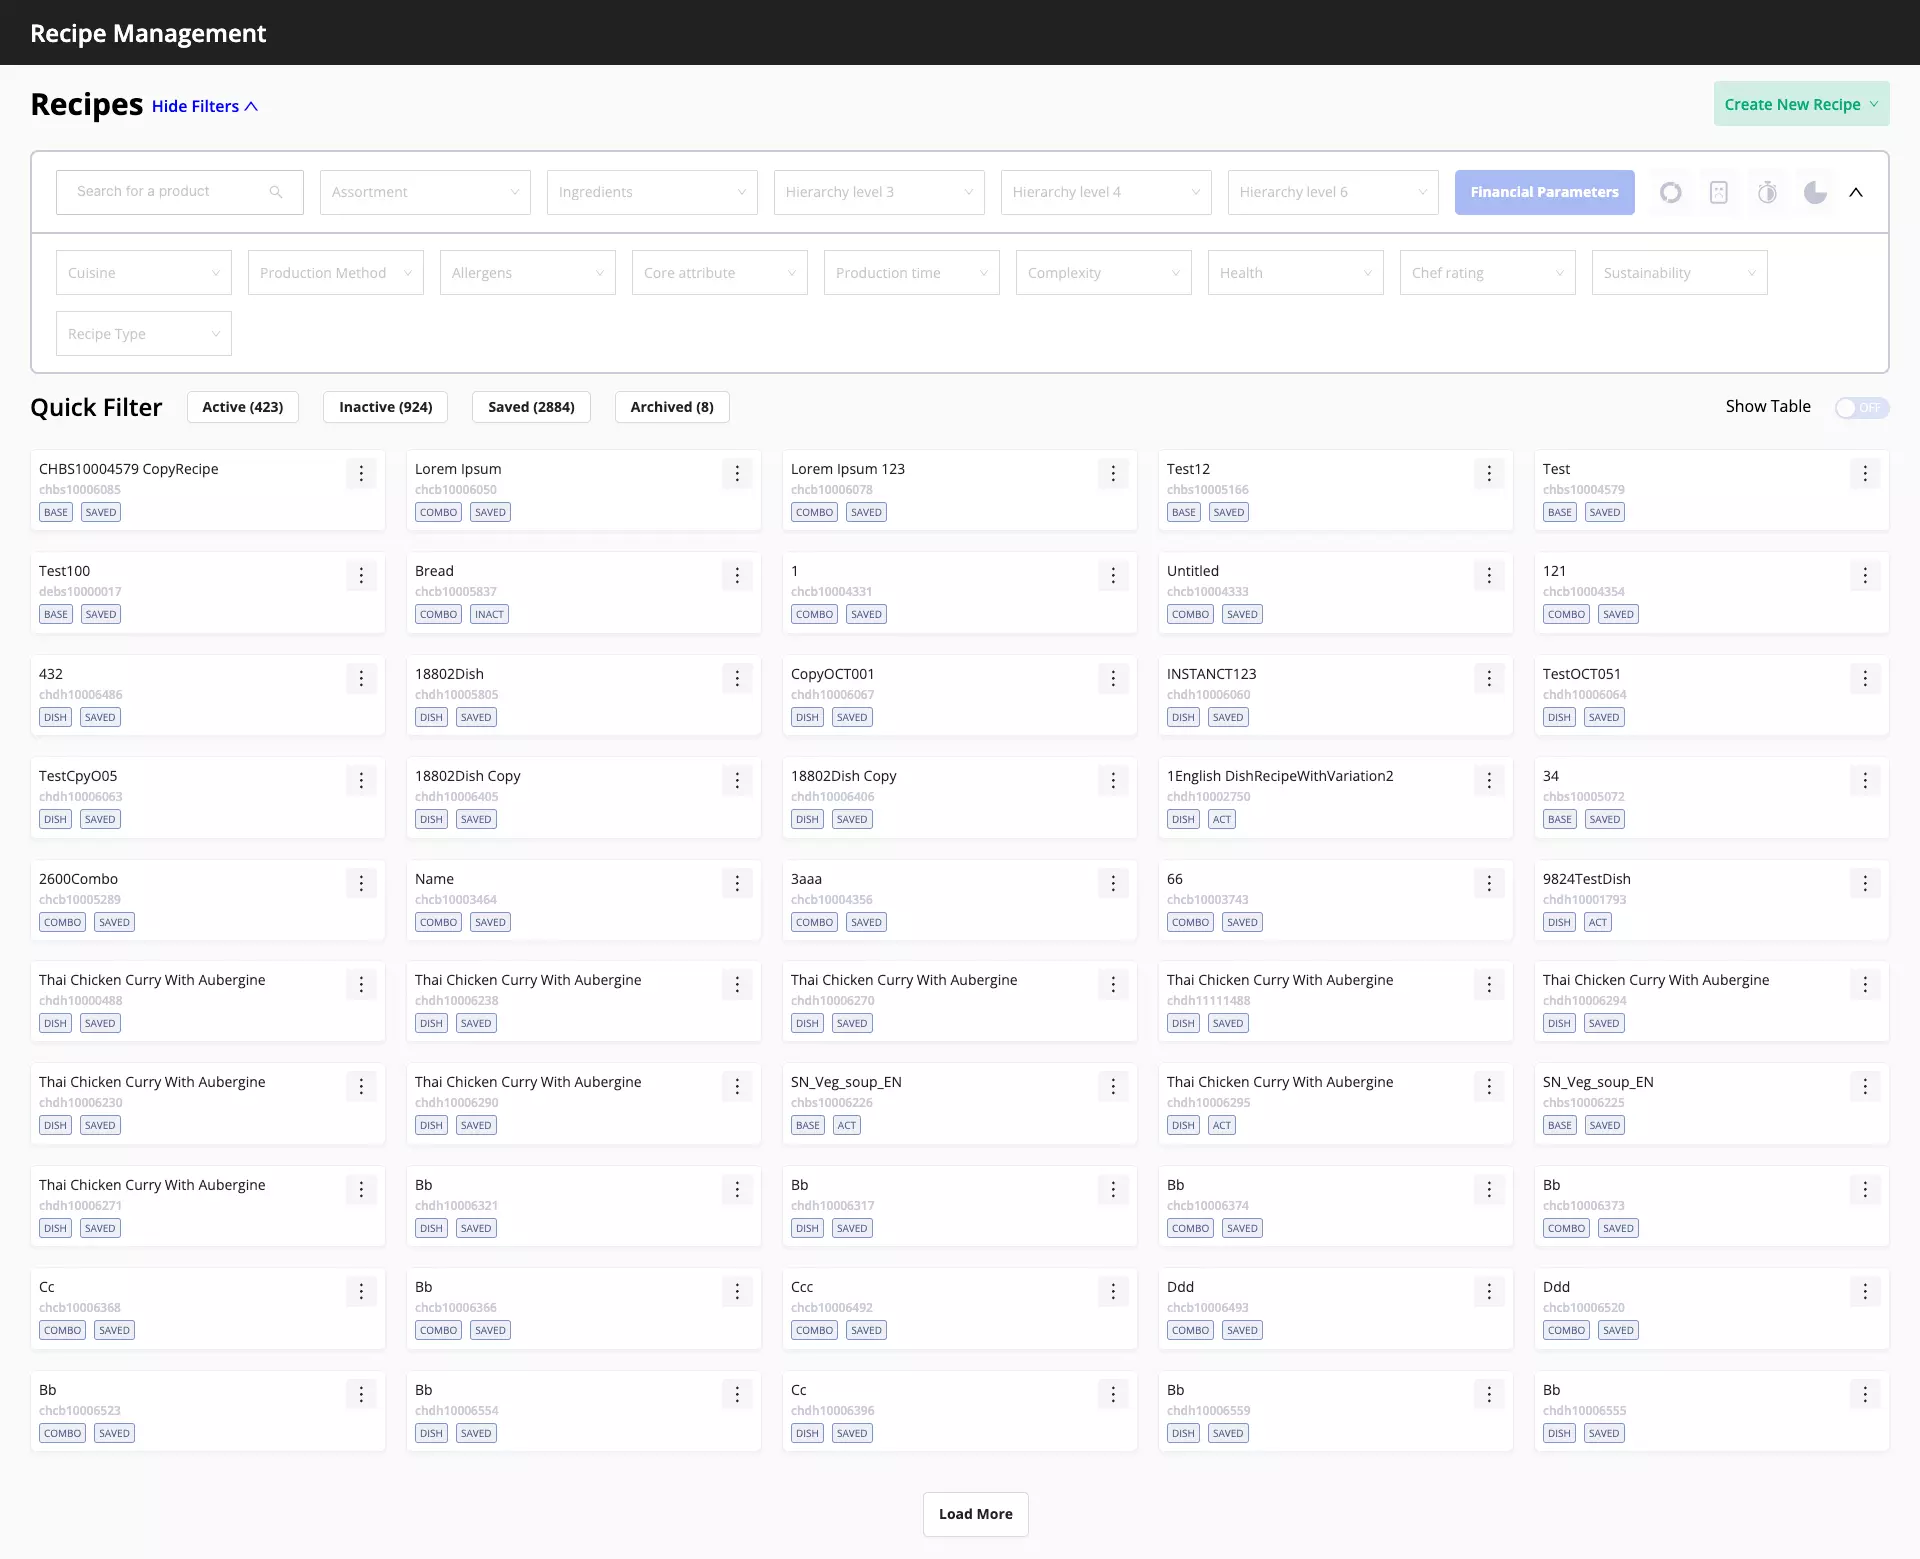 Recipe Management
Recipes Hide Filters
Create New Recipe
Search for a product
Assortment
Ingredients
Hierarchy level 3
Hierarchy level 4
Hierarchy level 6
Financial Parameters
Cuisine
Production Method
Allergens
Core attribute
Production time
Complexity
Health
Chef rating
Sustainability
Recipe Type
Quick Filter
Active (423)
Inactive (924)
Saved (2884)
Archived (8)
Show Table
OFF
CHBS10004579 CopyRecipe
chbs10006085
BASE SAVED
Lorem Ipsum
chcb10006050
COMBO SAVED
Lorem Ipsum 123
chcb10006078
COMBO SAVED
Test12
chbs10005166
BASE SAVED
Test
chbs10004579
BASE SAVED
Test100
debs10000017
BASE SAVED
Bread
chcb10005837
COMBO INACT
1
chcb10004331
COMBO SAVED
Untitled
chcb10004333
COMBO SAVED
121
chcb10004354
COMBO SAVED
432
chdh10006486
DISH SAVED
18802Dish
chdh10005805
DISH SAVED
CopyOCT001
chdh10006067
DISH SAVED
INSTANCT123
chdh10006060
DISH SAVED
TestOCT051
chdh10006064
DISH SAVED
TestCpyO05
chdh10006063
DISH SAVED
18802Dish Copy
chdh10006405
DISH SAVED
18802Dish Copy
chdh10006406
DISH SAVED
1English DishRecipeWithVariation2
chdh10002750
DISH ACT
34
chbs10005072
BASE SAVED
2600Combo
chcb10005289
COMBO SAVED
Name
chcb10003464
COMBO SAVED
3aaa
chcb10004356
COMBO SAVED
66
chcb10003743
COMBO SAVED
9824TestDish
chdh10001793
DISH ACT
Thai Chicken Curry With Aubergine
chdh10000488
DISH SAVED
Thai Chicken Curry With Aubergine
chdh10006238
DISH SAVED
Thai Chicken Curry With Aubergine
chdh10006270
DISH SAVED
Thai Chicken Curry With Aubergine
chdh11111488
DISH SAVED
Thai Chicken Curry With Aubergine
chdh10006294
DISH SAVED
Thai Chicken Curry With Aubergine
chdh10006230
DISH SAVED
Thai Chicken Curry With Aubergine
chdh10006290
DISH SAVED
SN_Veg_soup_EN
chbs10006226
BASE ACT
Thai Chicken Curry With Aubergine
chdh10006295
DISH ACT
SN_Veg_soup_EN
chbs10006225
BASE SAVED
Thai Chicken Curry With Aubergine
chdh10006271
DISH SAVED
Bb
chdh10006321
DISH SAVED
Bb
chdh10006317
DISH SAVED
Bb
chcb10006374
COMBO SAVED
Bb
chcb10006373
COMBO SAVED
Cc
chcb10006368
COMBO SAVED
Bb
chcb10006366
COMBO SAVED
Ccc
chcb10006492
COMBO SAVED
Ddd
chcb10006493
COMBO SAVED
Ddd
chcb10006520
COMBO SAVED
Bb
chcb10006523
COMBO SAVED
Bb
chdh10006554
DISH SAVED
Cc
chdh10006396
DISH SAVED
Bb
chdh10006559
DISH SAVED
Bb
chdh10006555
DISH SAVED
Load More